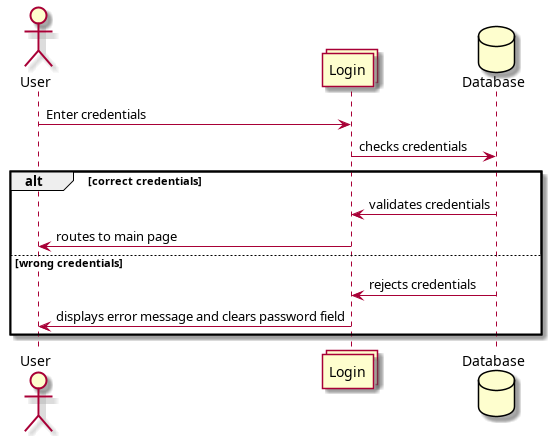 User
Login
Database
Enter credentials
checks credentials
alt [correct credentials]
validates credentials
routes to main page
[wrong credentials]
rejects credentials
displays error message and clears password field
User
Login
Database